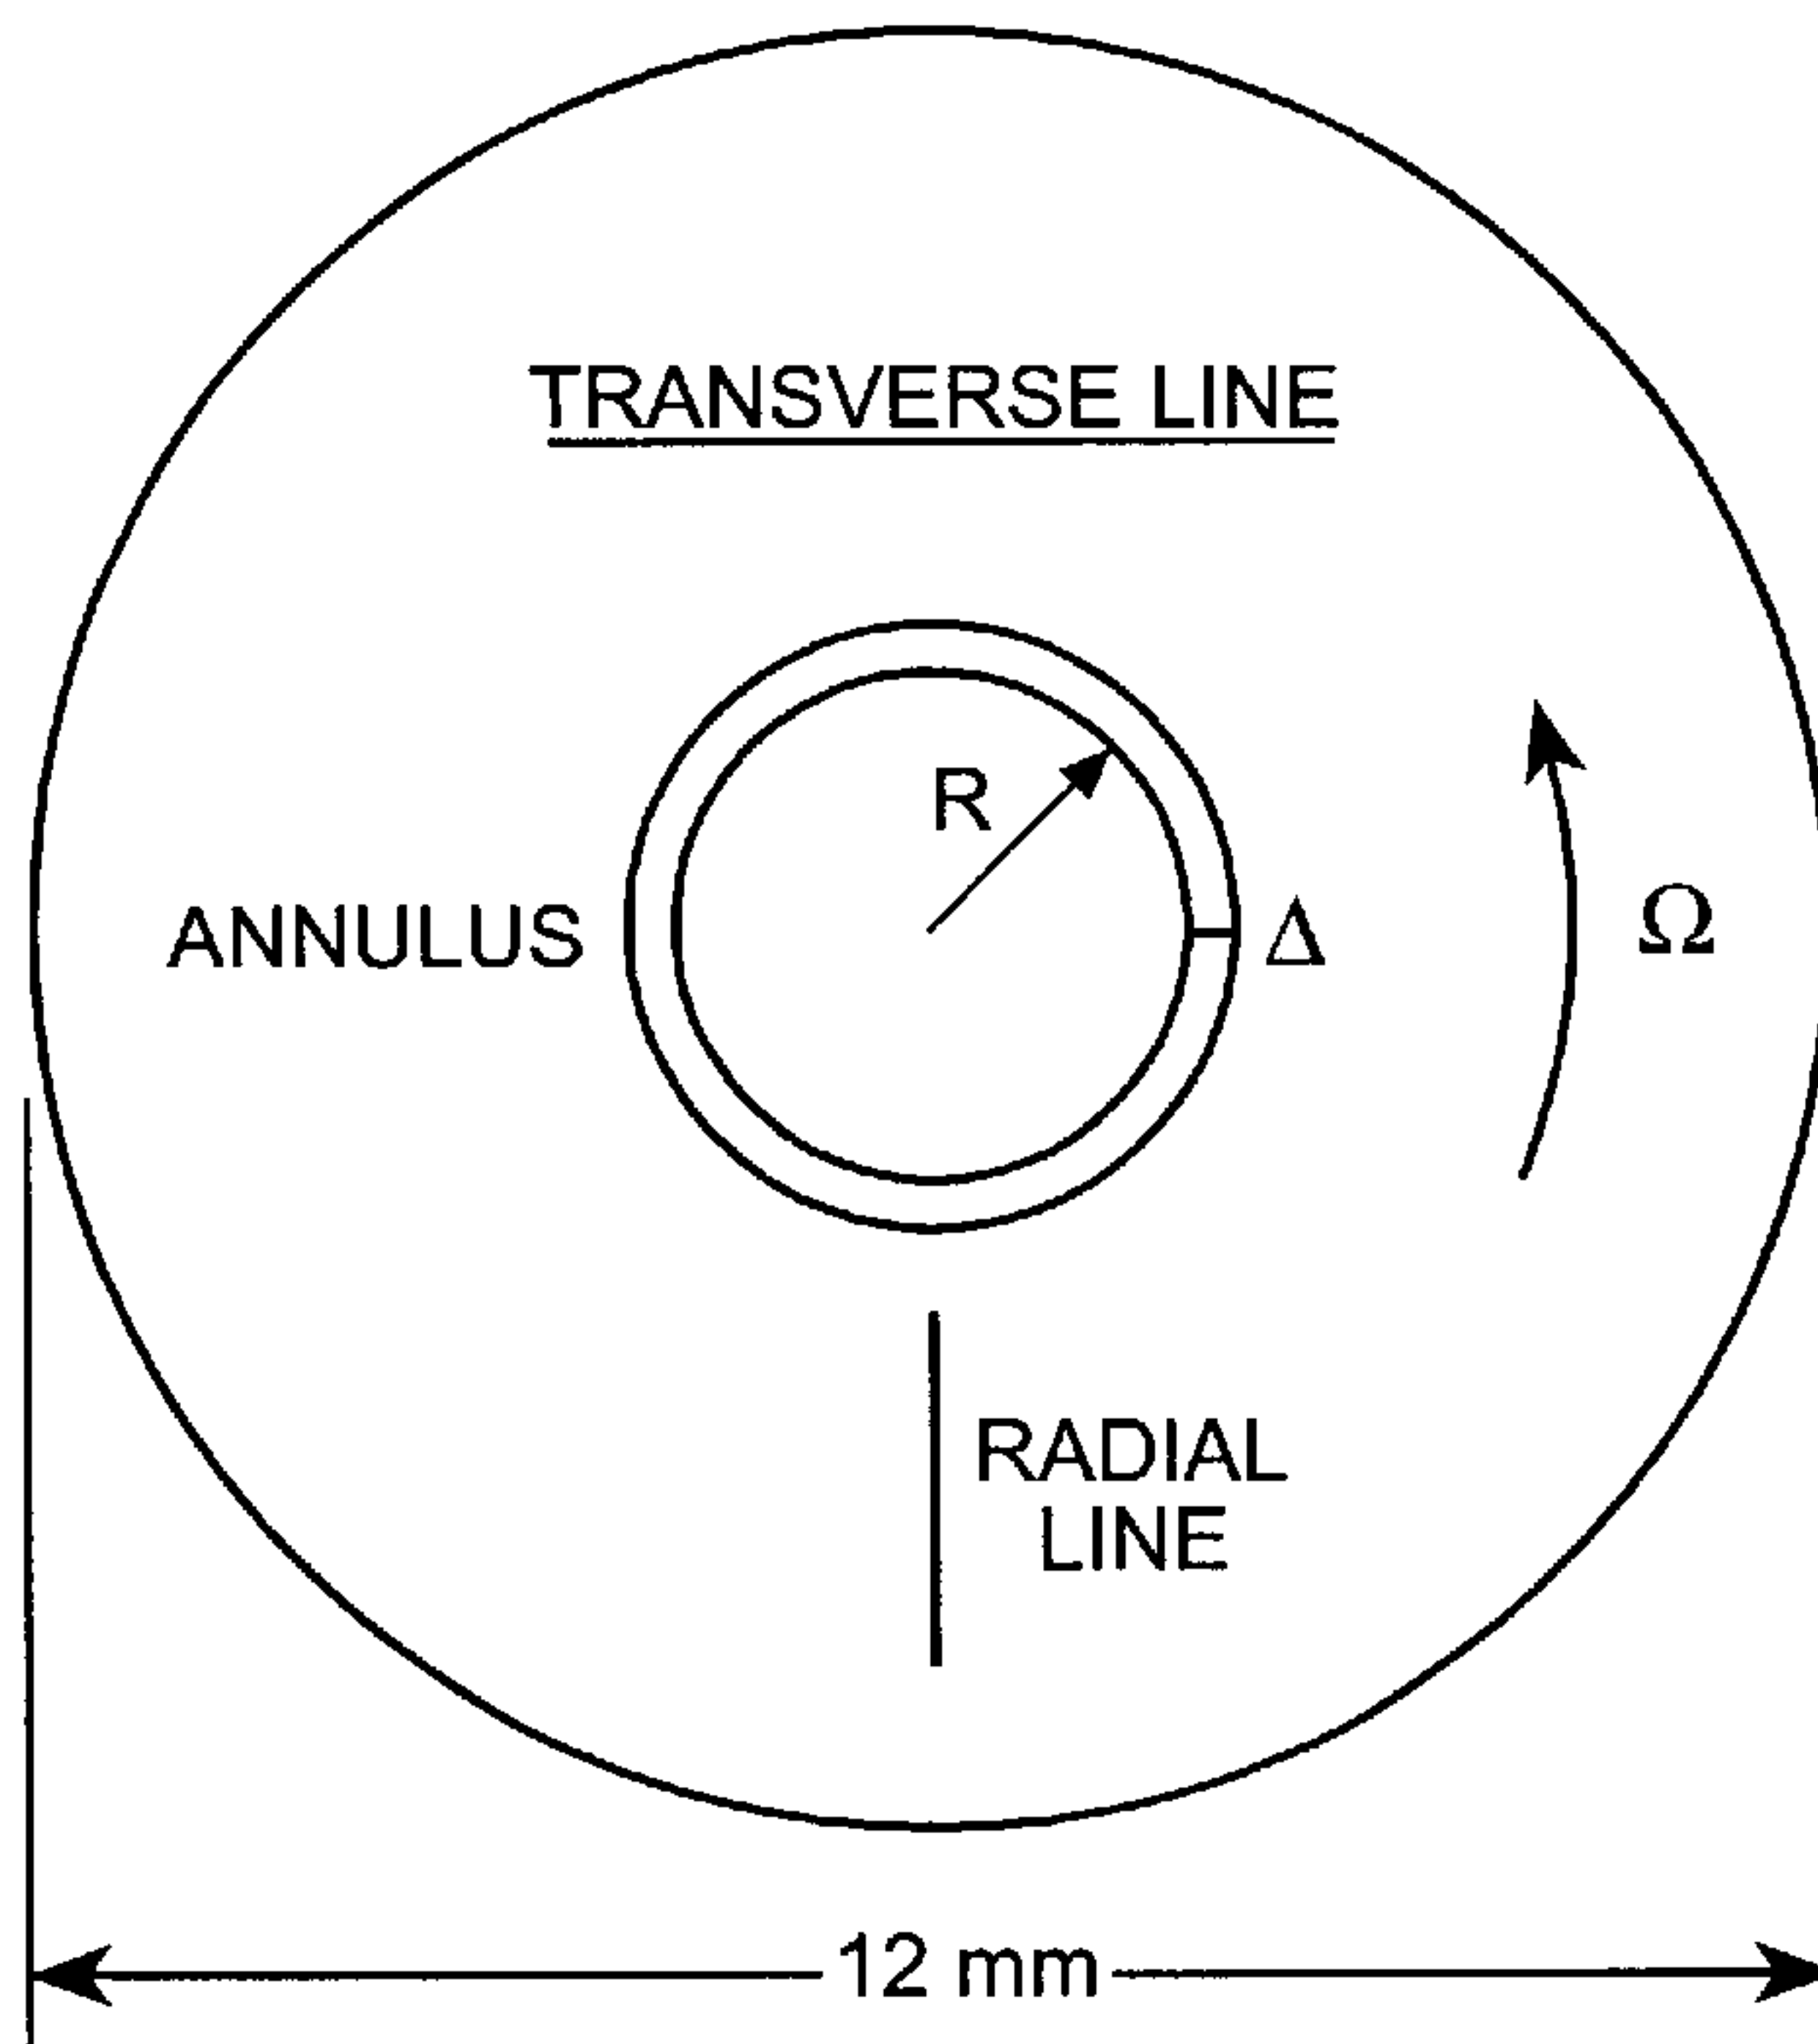 TRANSVERSE LINE
R
ANNULUS
Δ
Ω
RADIAL
LINE
12 mm